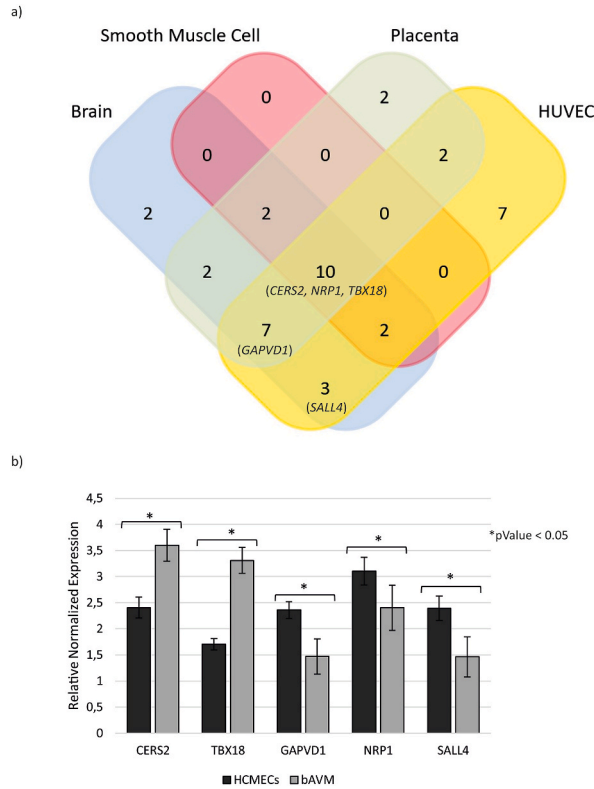 a)
Smooth Muscle Cell Placenta
Brain HUVEC
0 2
0 0 2
2 2 0 7
2 10 0
(CERS2, NRP1, TBX18)
7 2
(GAPVD1)
3
(SALL4)
b)
Relative Normalized Expression
4,5
4
3,5
3
2,5
2
1,5
1
0,5
0
* * * * *
*pValue < 0.05
CERS2 TBX18 GAPVD1 NRP1 SALL4
HCMECs bAVM